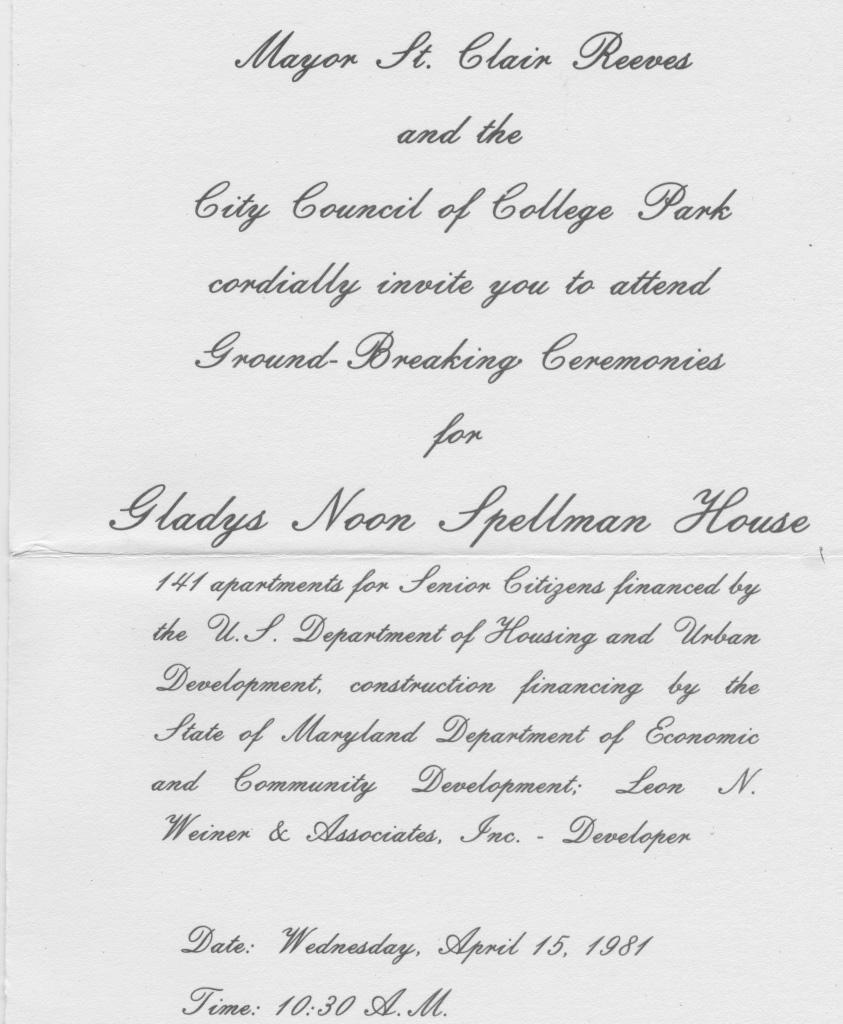 Mayor St. Clair Reeves
and the
City Council of College Park
cordially invite you to attend
Ground-Breaking Ceremonies
for
Gladys Noon Spellman House
141 apartments for Senior Citizens financed by
the U.S. Department of Housing and Urban
Development, construction financing by the
State of Maryland Department of Economic
and Community Development; Leon N.
Weiner & Associates, Inc. - Developer
Date: Wednesday, April 15, 1981
Time: 10:30 A.M.